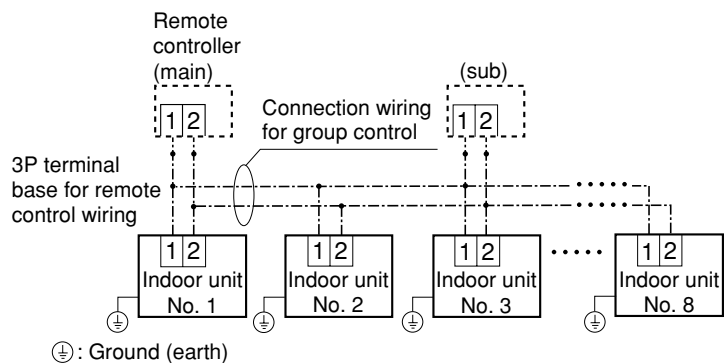 Remote
controller
(main)
(sub)
1 2
1 2
Connection wiring
for group control
3P terminal
base for remote
control wiring
1 2
1 2
1 2
1 2
Indoor unit
No. 1
Indoor unit
No. 2
Indoor unit
No. 3
Indoor unit
No. 8
: Ground (earth)